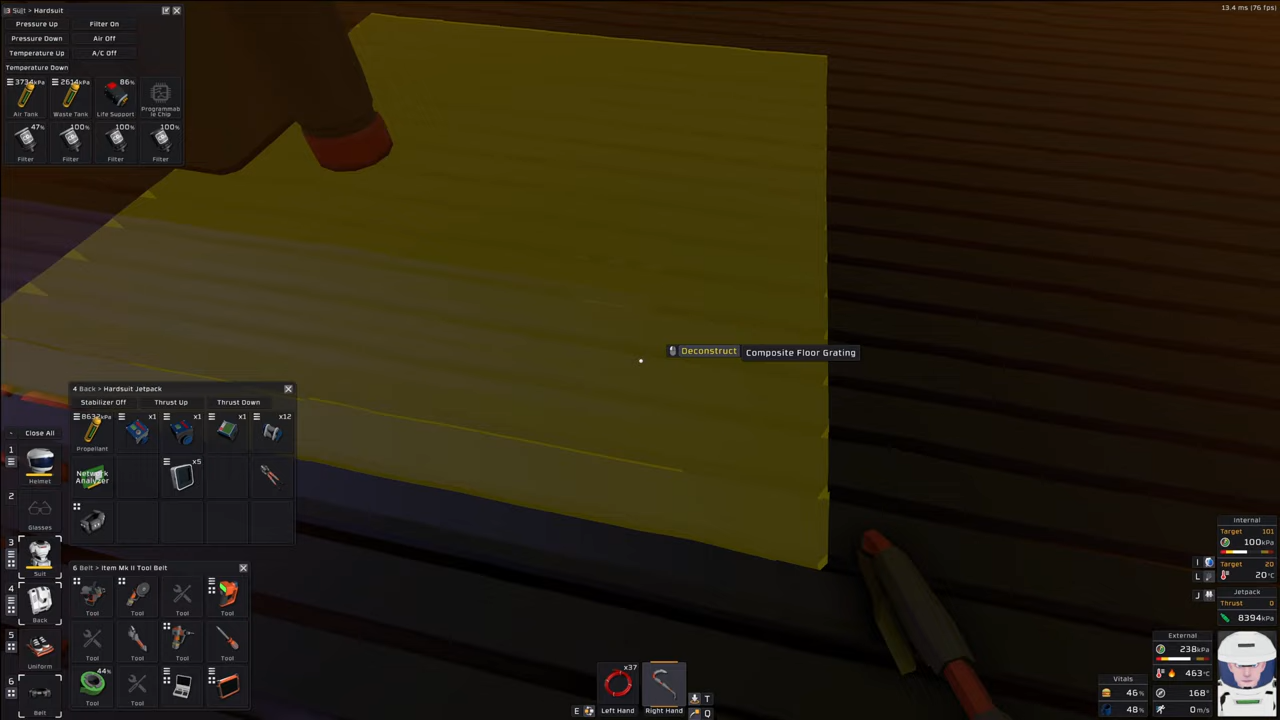 13.4 ms (76 fps)
3 Suit > Hardsuit
Pressure Up Filter On
Pressure Down Air Off
Temperature Up A/C Off
Temperature Down
3734kPa 2614kPa 86%
Air Tank Waste Tank Life Support Programmable Chip
47% 100% 100% 100%
Filter Filter Filter Filter
Deconstruct Composite Floor Grating
4 Back > Hardsuit Jetpack
Stabilizer Off Thrust Up Thrust Down
8632kPa x1 x1 x1 x12
Propellant
x5
Network Analyzer
Close All
1
Helmet
2
Glasses
3
Suit
4
Back
5
Uniform
6
Belt
6 Belt > Item Mk II Tool Belt
Tool Tool Tool Tool
Tool Tool Tool Tool
44%
Tool Tool Tool Tool
x37
Left Hand Right Hand
E T
Q
Internal
Target 101
100kPa
I Target 20
L 20°C
J Jetpack
Thrust 0
8394kPa
External
238kPa
463°C
Vitals
46% 168°
48% 0m/s